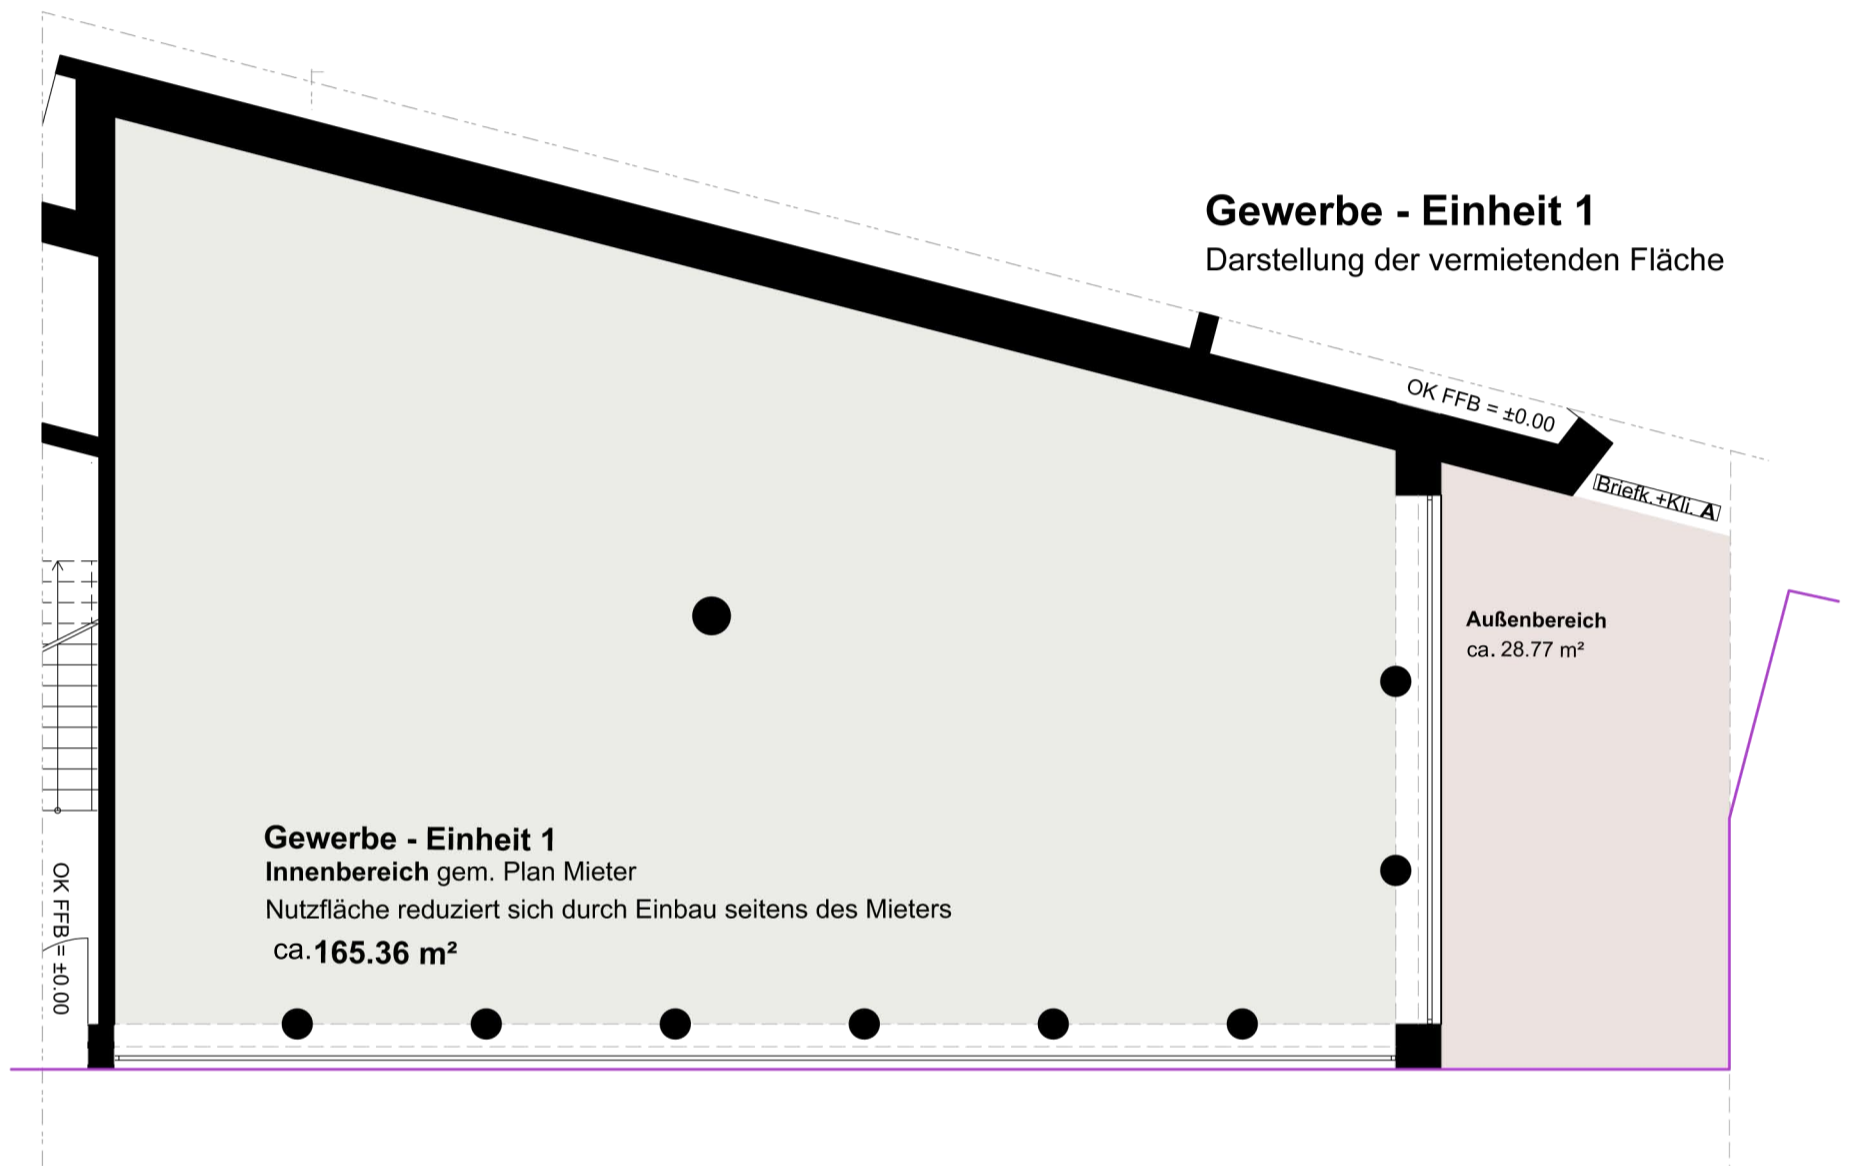 Gewerbe - Einheit 1
Darstellung der vermietenden Fläche
OK FFB = ±0.00
Briefk.+Kli. A
Außenbereich
ca. 28.77 m²
Gewerbe - Einheit 1
Innenbereich gem. Plan Mieter
Nutzfläche reduziert sich durch Einbau seitens des Mieters
ca.165.36 m²
OK FFB = ±0.00